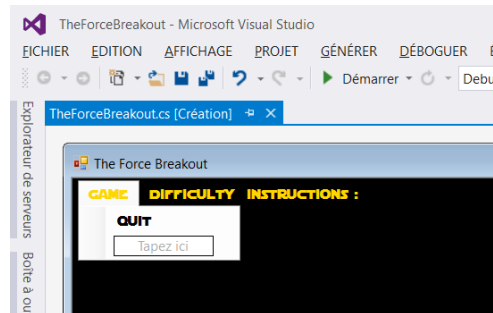 TheForceBreakout - Microsoft Visual Studio
FICHIER EDITION AFFICHAGE PROJET GÉNÉRER DÉBOGUER
Démarrer Debu
Explorateur de serveurs
Boîte à ou
TheForceBreakout.cs [Création]
The Force Breakout
GAME DIFFICULTY INSTRUCTIONS :
QUIT
Tapez ici